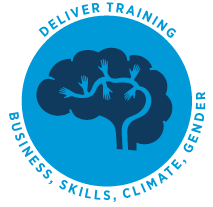 DELIVER TRAINING
BUSINESS, SKILLS, CLIMATE, GENDER